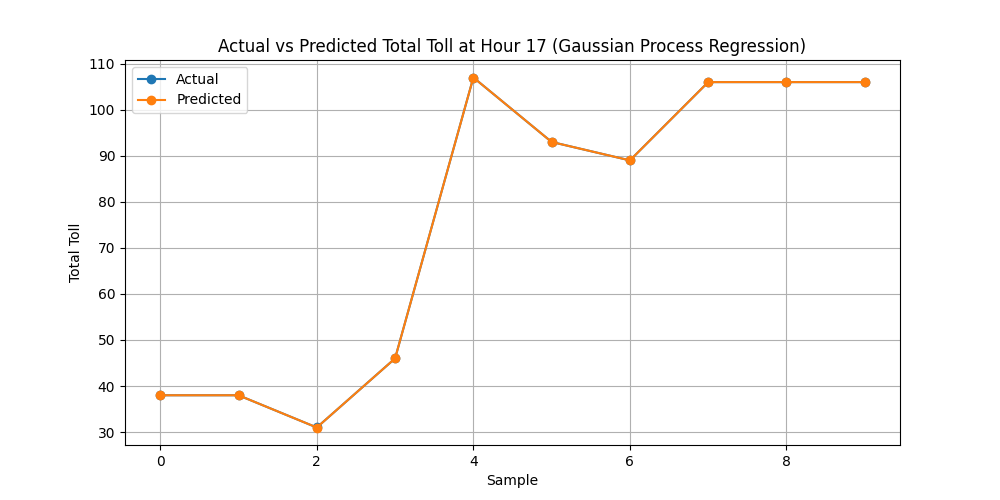 Actual vs Predicted Total Toll at Hour 17 (Gaussian Process Regression)
Actual
Predicted
110
100
90
80
70
60
50
40
30
Total Toll
0 2 4 6 8
Sample